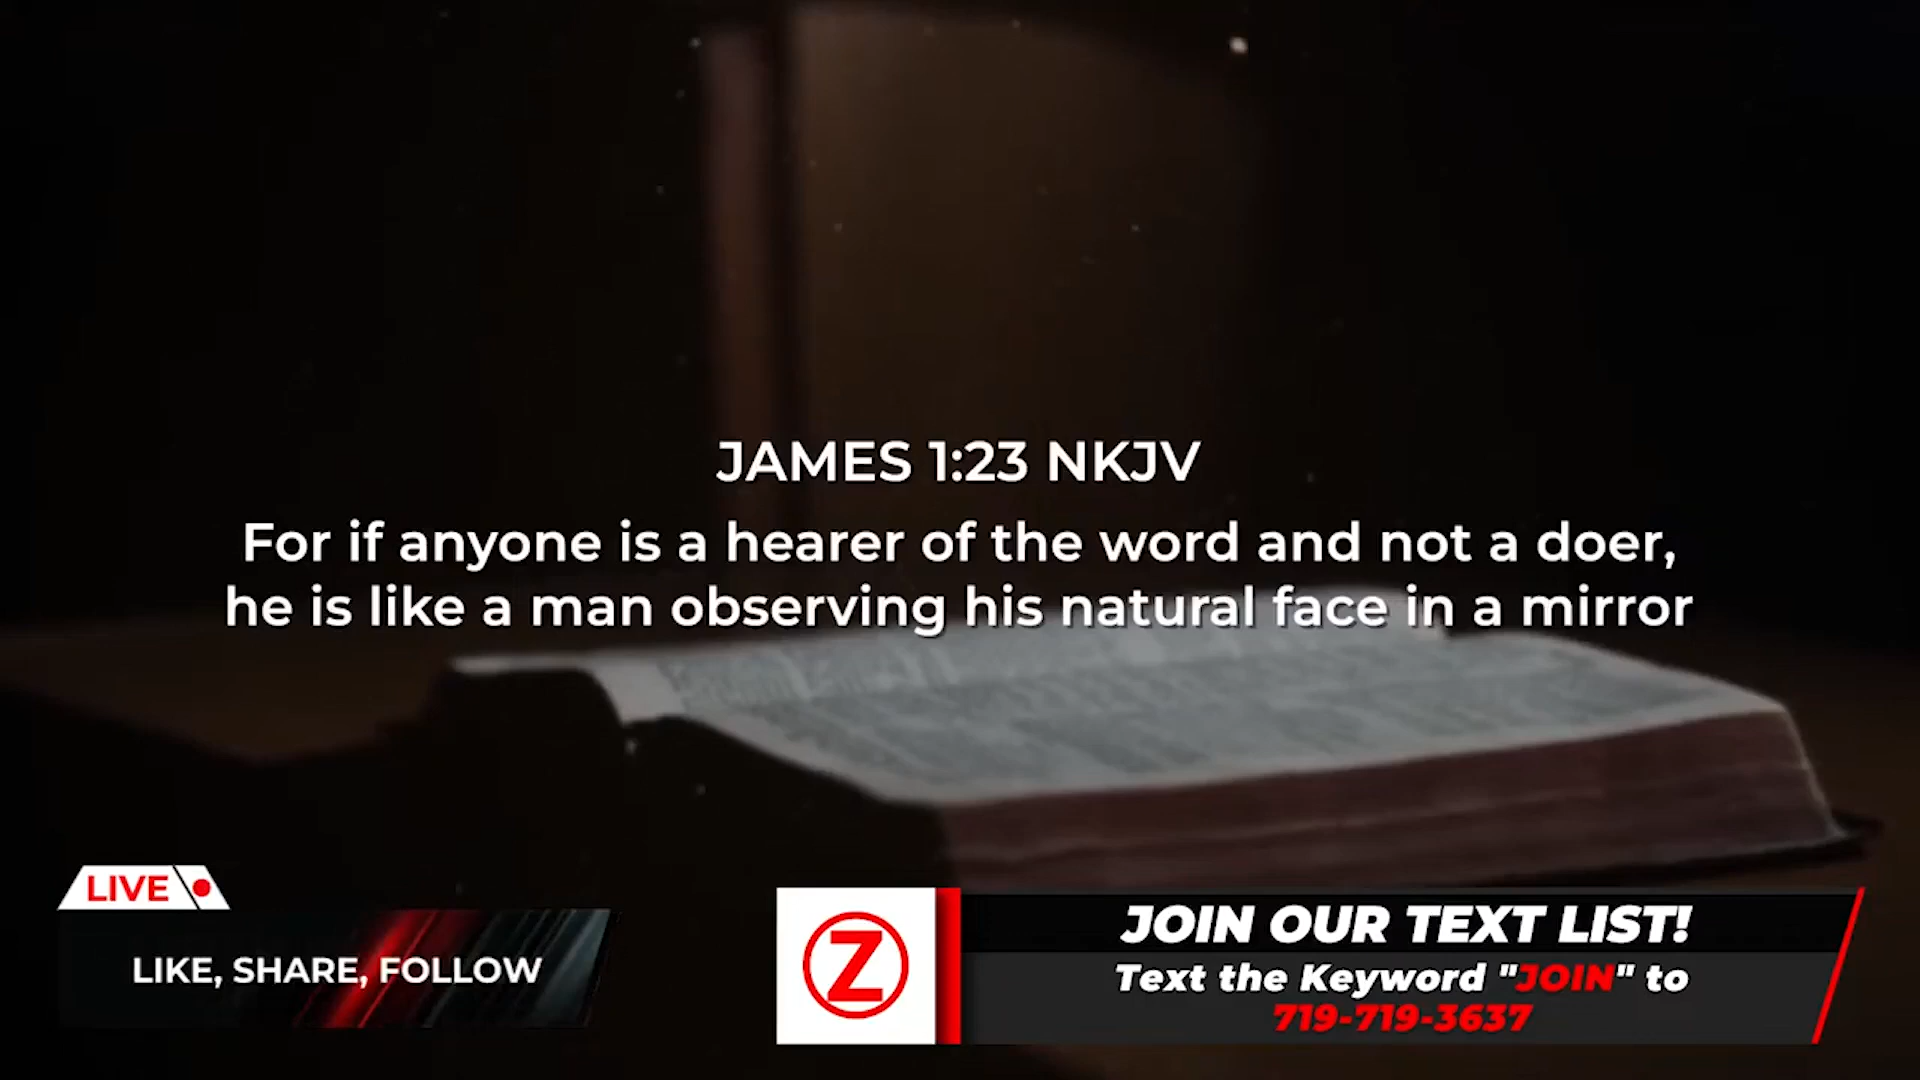 JAMES 1:23 NKJV
For if anyone is a hearer of the word and not a doer,
he is like a man observing his natural face in a mirror
LIVE
LIKE, SHARE, FOLLOW
Z
JOIN OUR TEXT LIST!
Text the Keyword "JOIN" to
719-719-3637